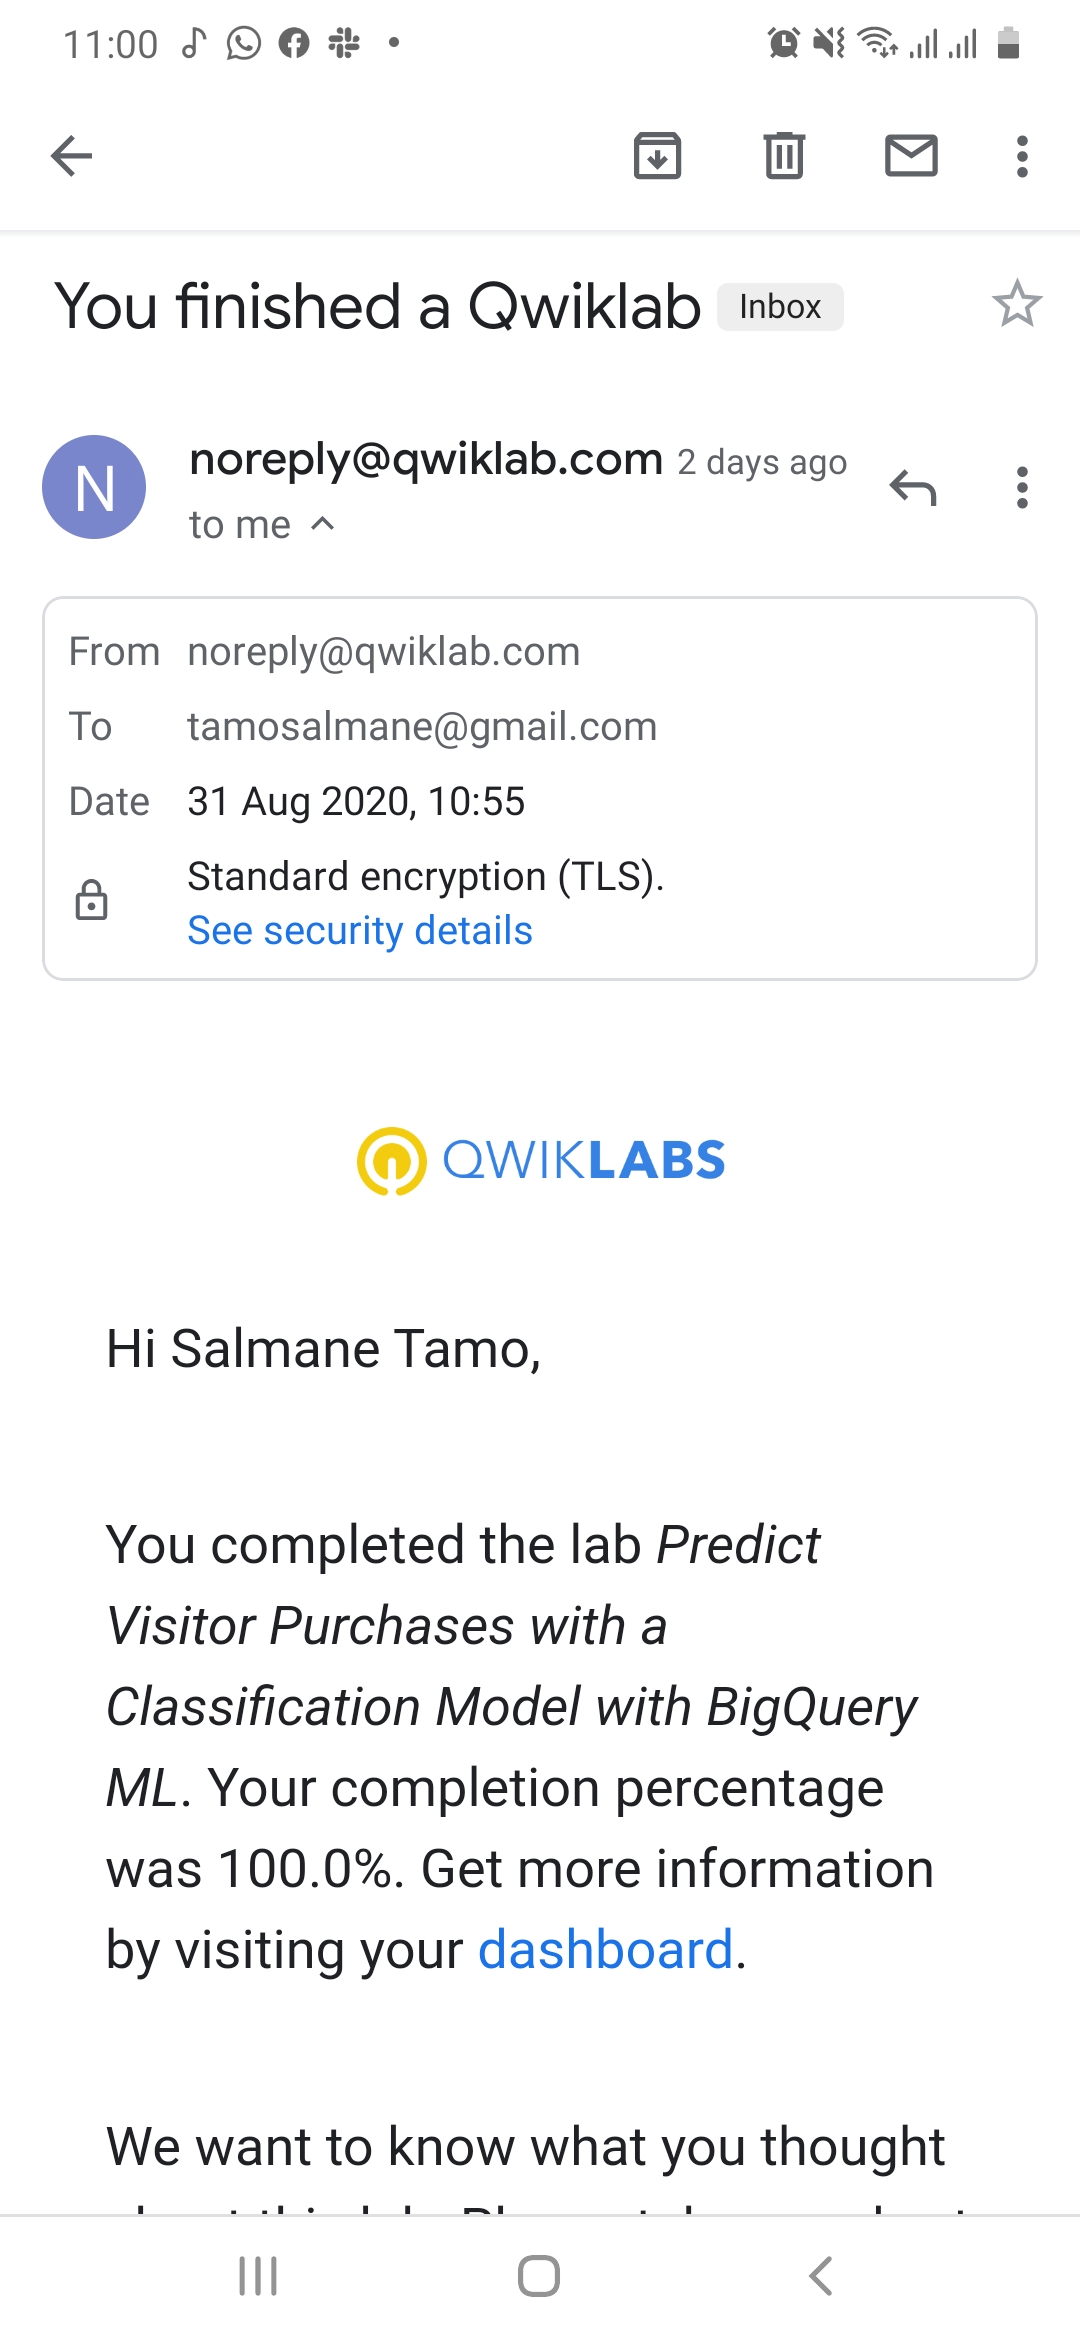 11:00
You finished a Qwiklab Inbox
N
noreply@qwiklab.com 2 days ago
to me
From noreply@qwiklab.com
To tamosalmane@gmail.com
Date 31 Aug 2020, 10:55
Standard encryption (TLS).
See security details
QWIKLABS
Hi Salmane Tamo,
You completed the lab Predict
Visitor Purchases with a
Classification Model with BigQuery
ML. Your completion percentage
was 100.0%. Get more information
by visiting your dashboard.
We want to know what you thought